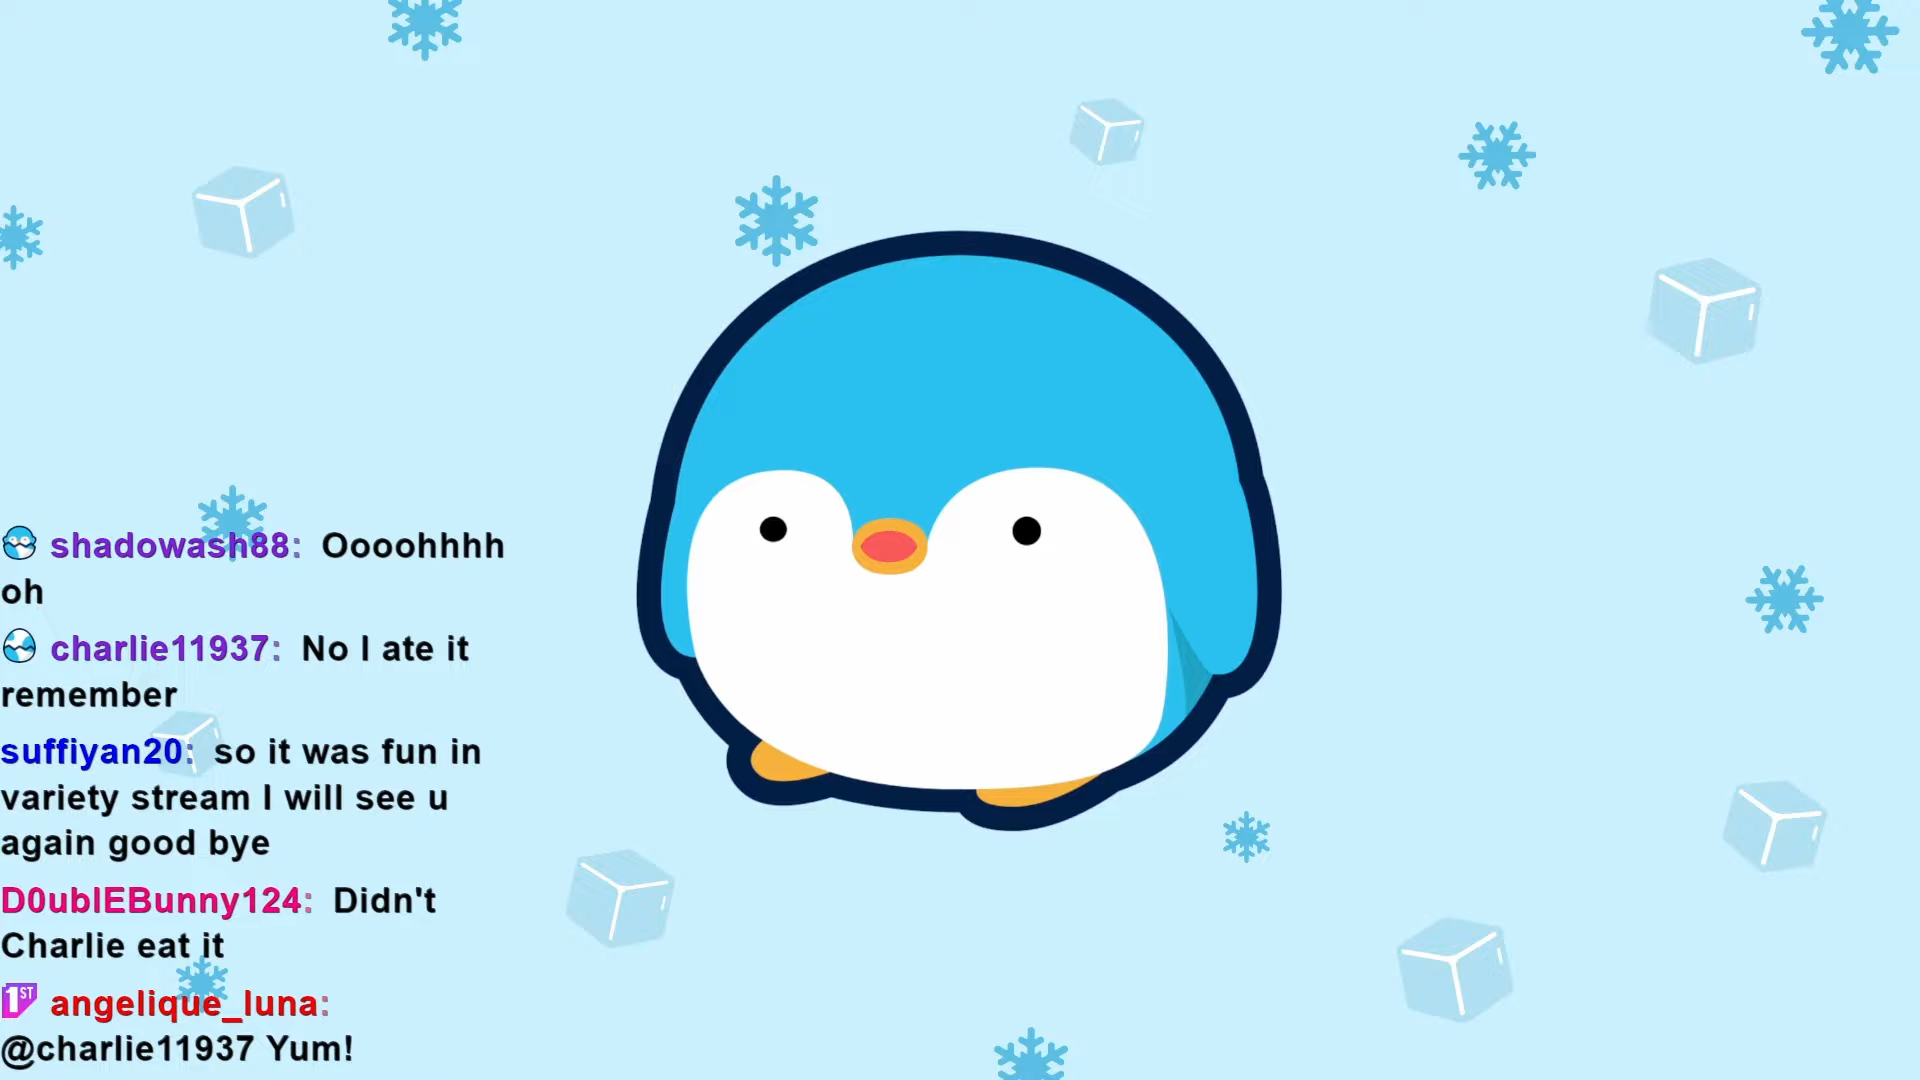 shadowash88: Oooohhhh
oh
charlie11937: No I ate it
remember
suffiyan20: so it was fun in
variety stream I will see u
again good bye
D0ublEBunny124: Didn't
Charlie eat it
1ST angelique_luna:
@charlie11937 Yum!